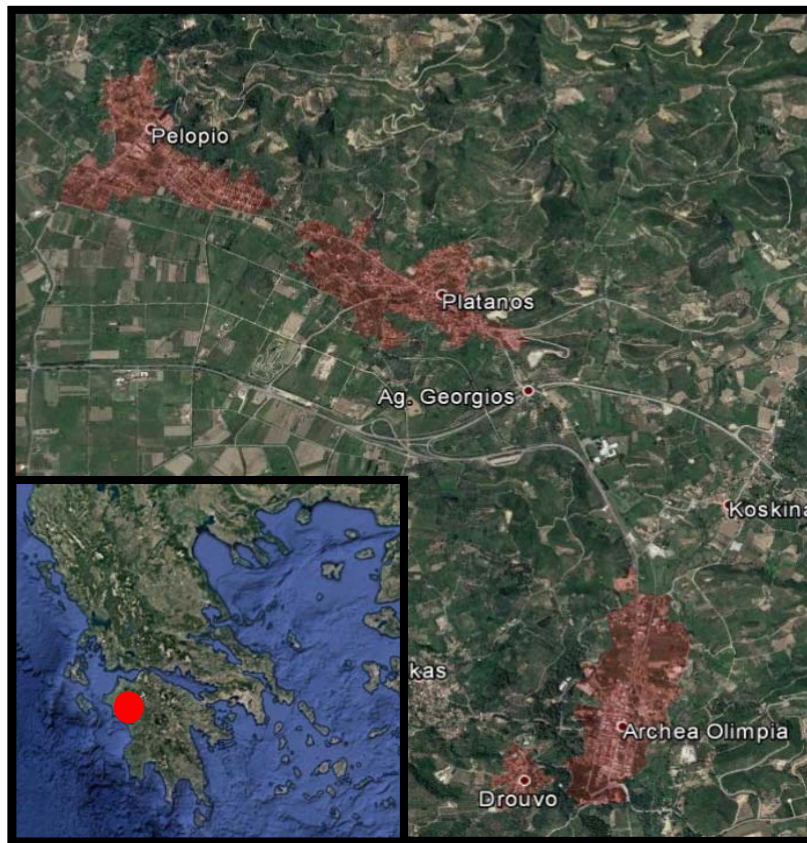 Pelopio
Platanos
Ag. Georgios
Koskina
kas
Archea Olimpia
Drouvo